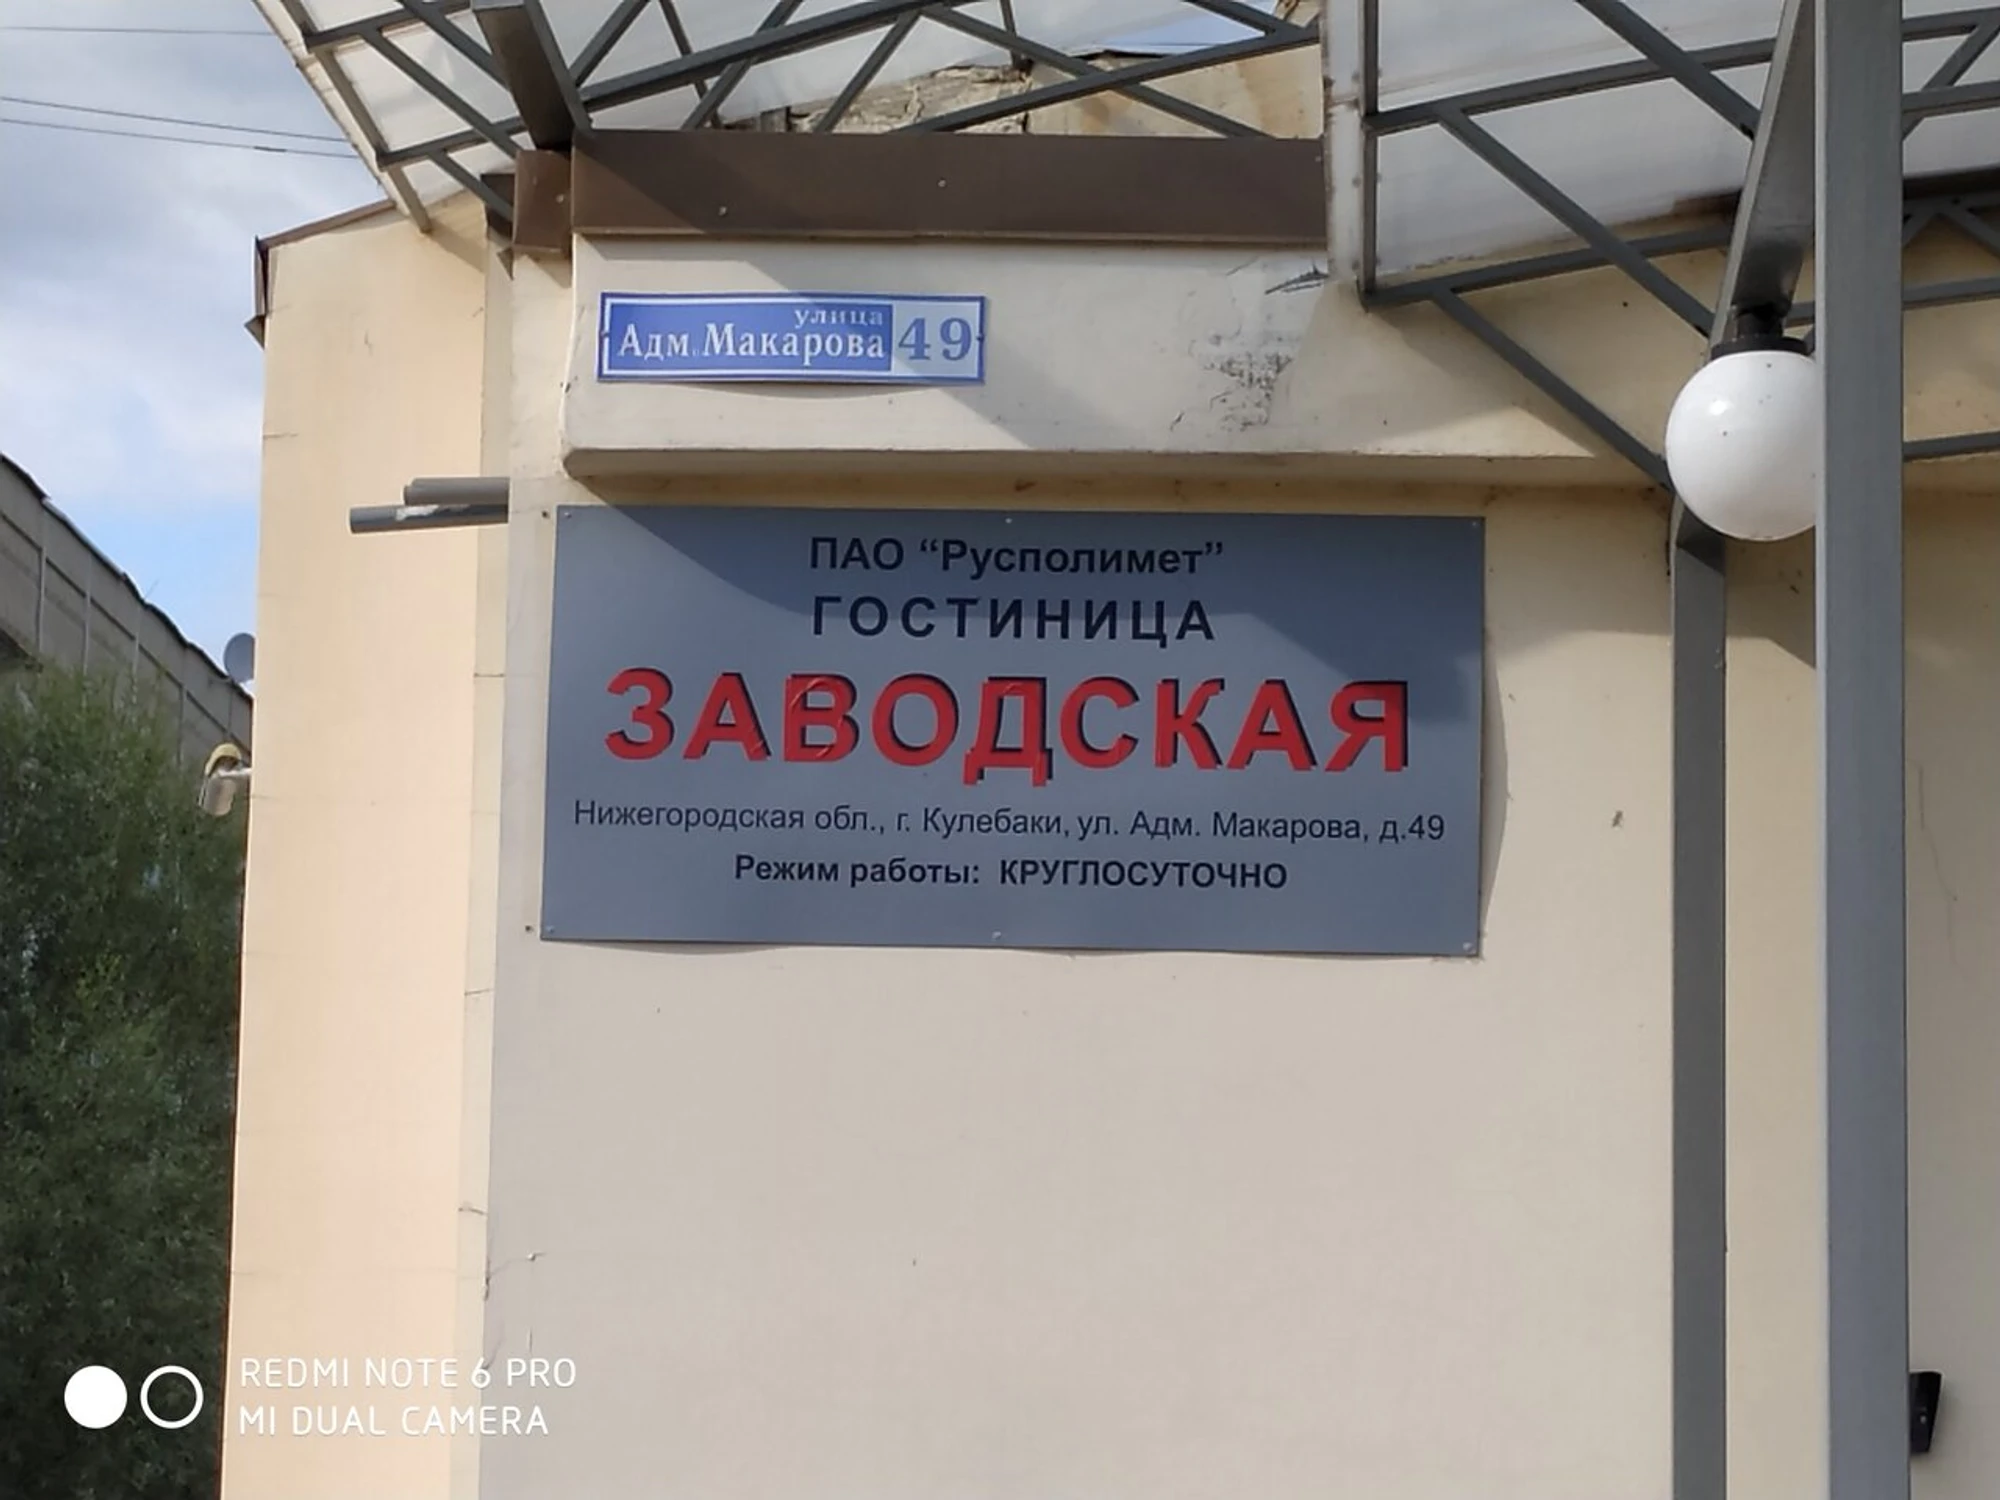 улица
Адм. Макарова 49
ПАО “Русполимет”
ГОСТИНИЦА
ЗАВОДСКАЯ
Нижегородская обл., г. Кулебаки, ул. Адм. Макарова, д.49
Режим работы: КРУГЛОСУТОЧНО
REDMI NOTE 6 PRO
MI DUAL CAMERA